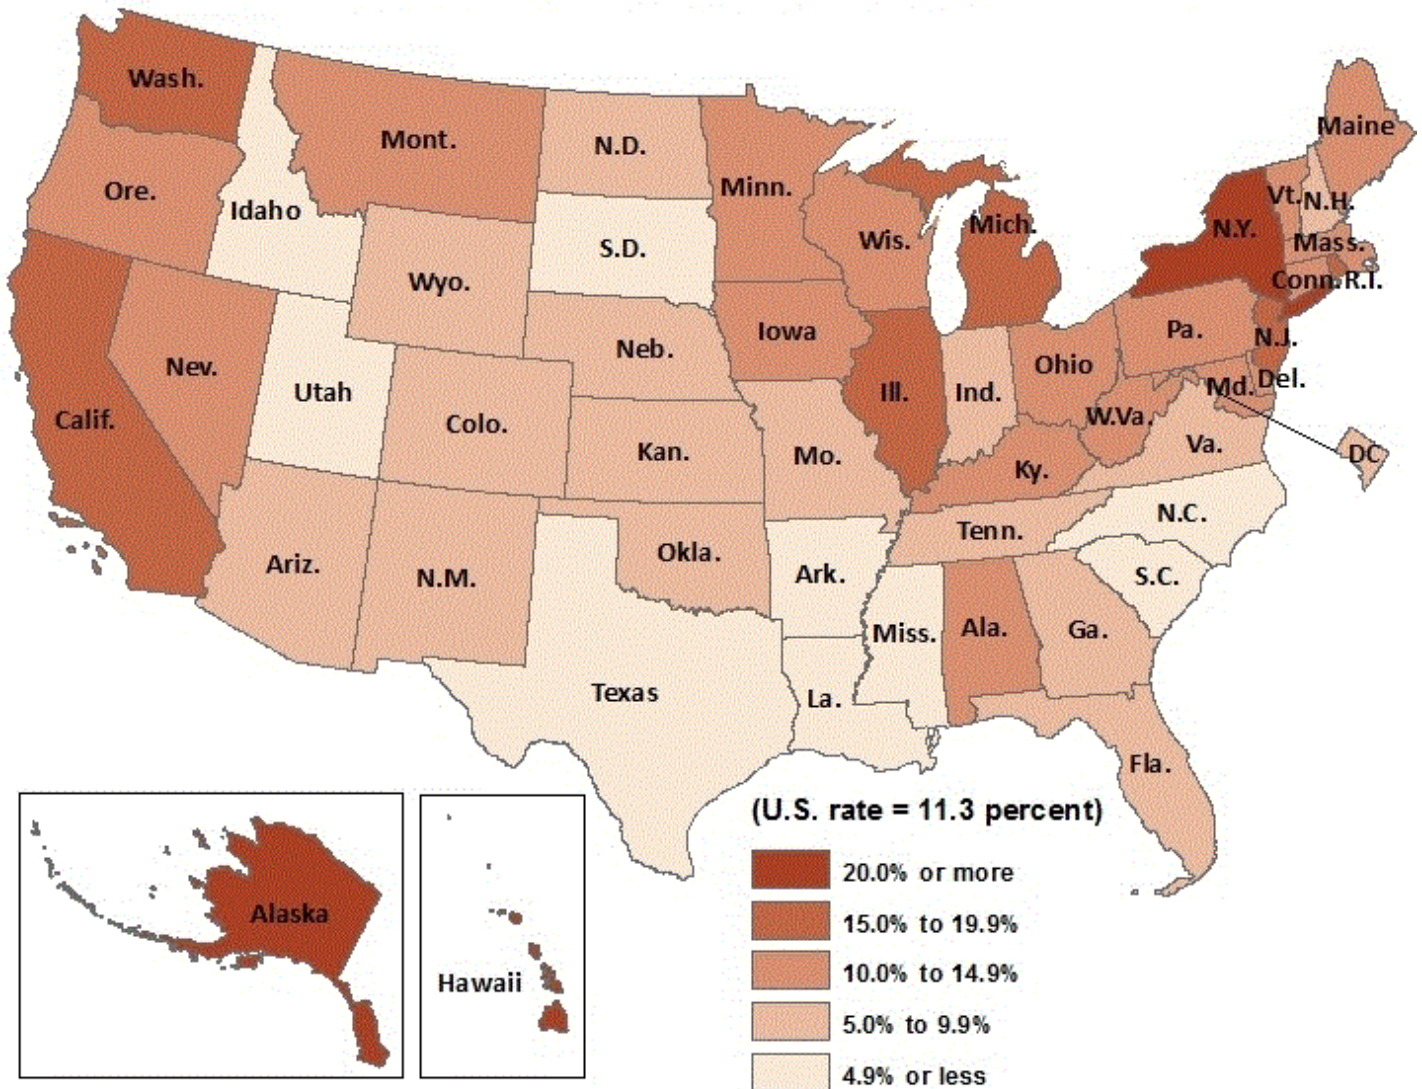 Wash.
Maine
Mont.
N.D.
Minn.
Ore.
Vt.
N.H.
Idaho
Mich.
N.Y.
Wis.
Mass.
S.D.
Wyo.
Conn.
R.I.
Iowa
Pa.
N.J.
Neb.
Nev.
Ohio
Del.
Md.
Utah
Ill.
Ind.
Calif.
Colo.
W.Va.
Va.
Kan.
Mo.
DC
Ky.
N.C.
Tenn.
Okla.
Ariz.
N.M.
Ark.
S.C.
Miss.
Ala.
Ga.
Texas
La.
Fla.
(U.S. rate = 11.3 percent)
20.0% or more
15.0% to 19.9%
10.0% to 14.9%
5.0% to 9.9%
4.9% or less
Alaska
Hawaii